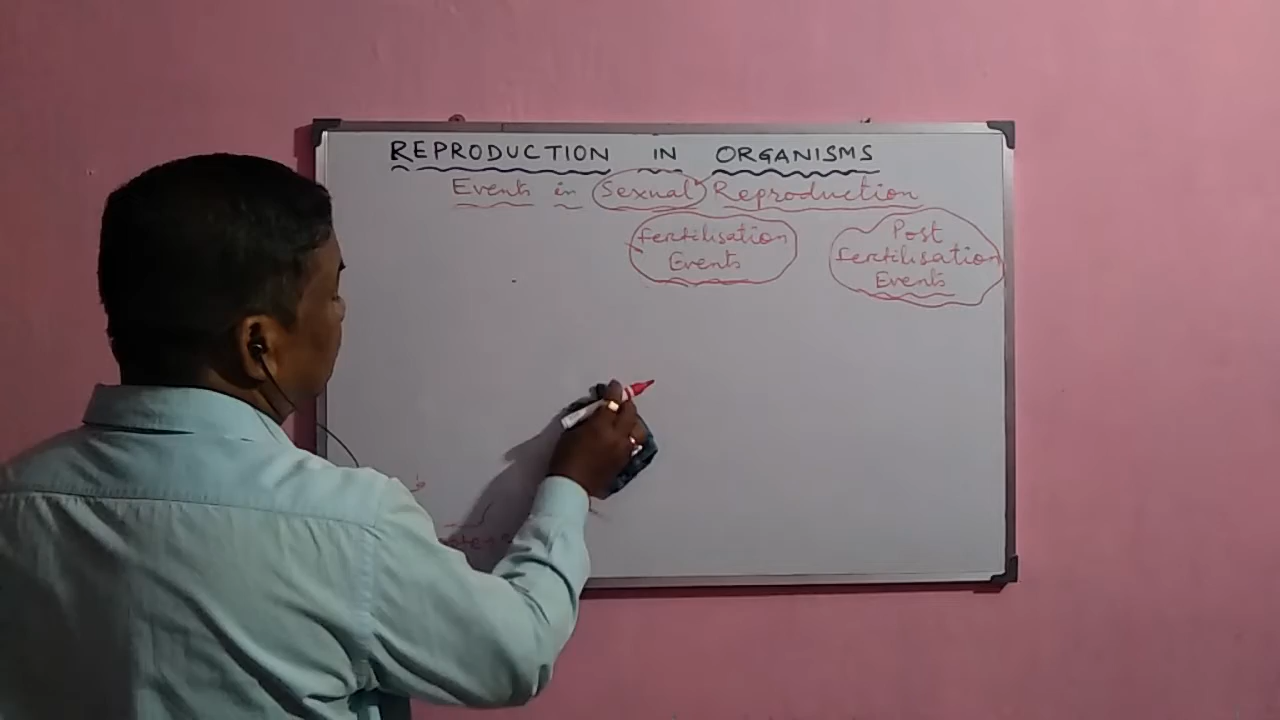 REPRODUCTION IN ORGANISMS
Events in Sexual Reproduction
fertilisation
Events
Post
fertilisation
Events